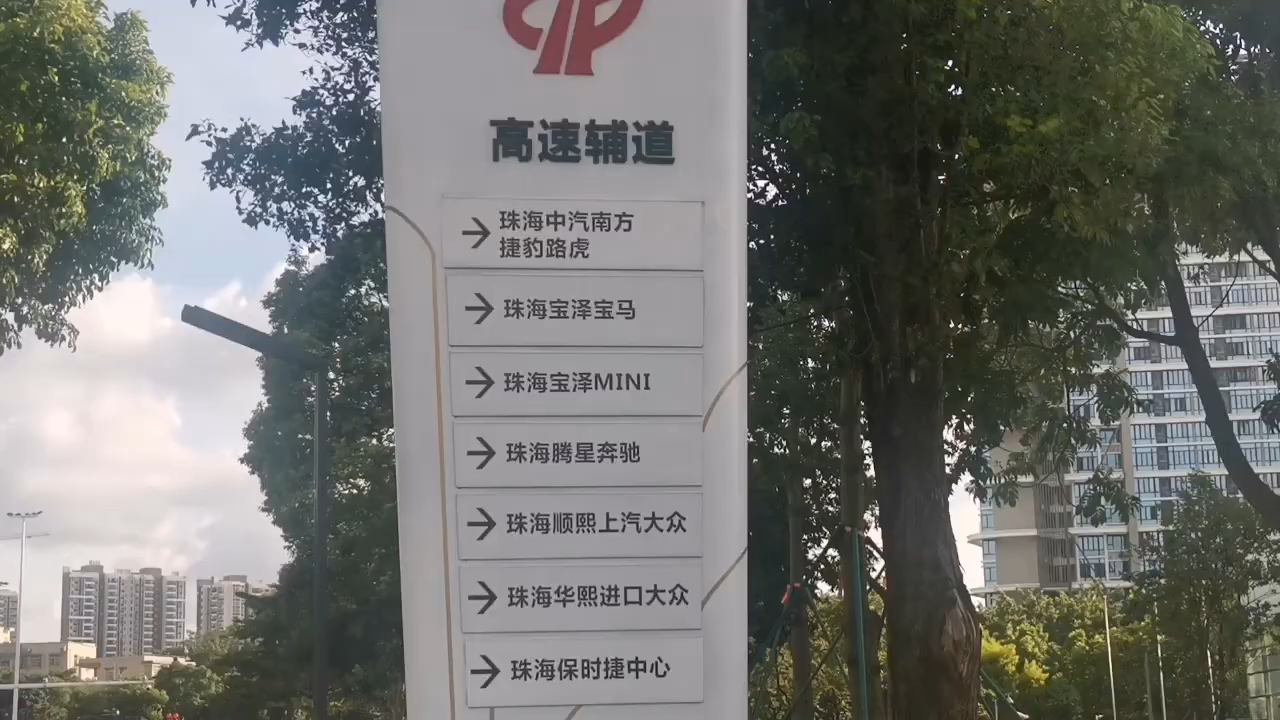 高速辅道
珠海中汽南方
捷豹路虎
珠海宝泽宝马
珠海宝泽MINI
珠海腾星奔驰
珠海顺熙上汽大众
珠海华熙进口大众
珠海保时捷中心